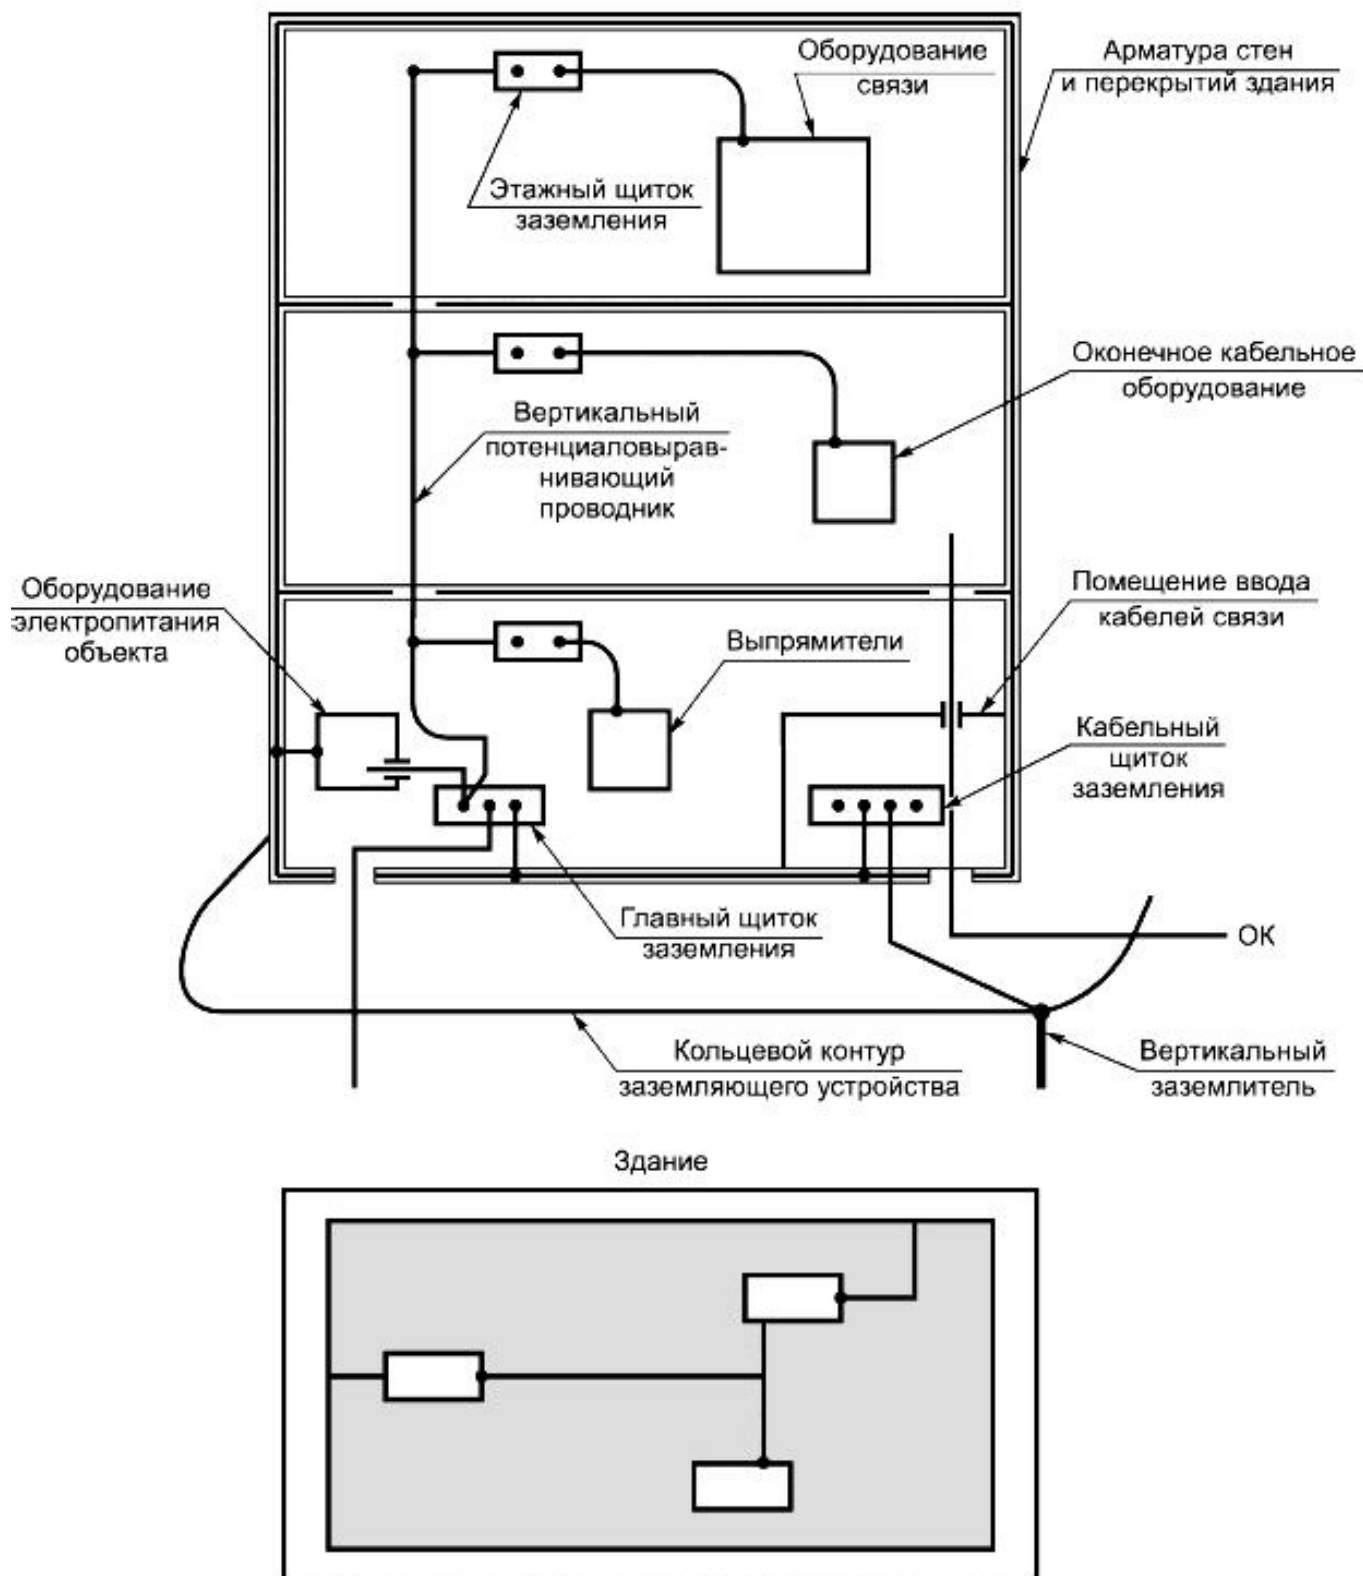 Оборудование
связи
Арматура стен
и перекрытий здания
Этажный щиток
заземления
Оконечное кабельное
оборудование
Вертикальный
потенциаловырав-
нивающий
проводник
Оборудование
электропитания
объекта
Помещение ввода
кабелей связи
Выпрямители
Кабельный
щиток
заземления
Главный щиток
заземления
ОК
Кольцевой контур
заземляющего устройства
Вертикальный
заземлитель
Здание